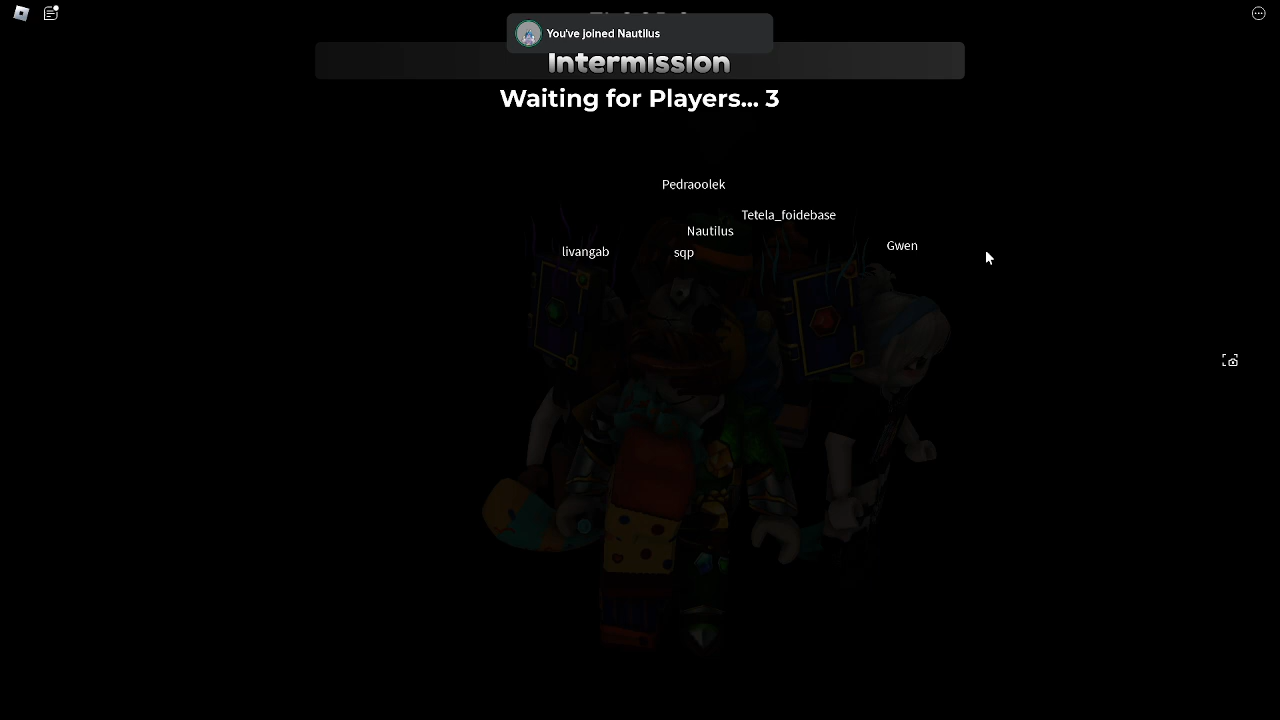 You've joined Nautilus
Intermission
Waiting for Players... 3
Pedraoolek
Tetela_foidebase
Nautilus
Gwen
livangab
sqp